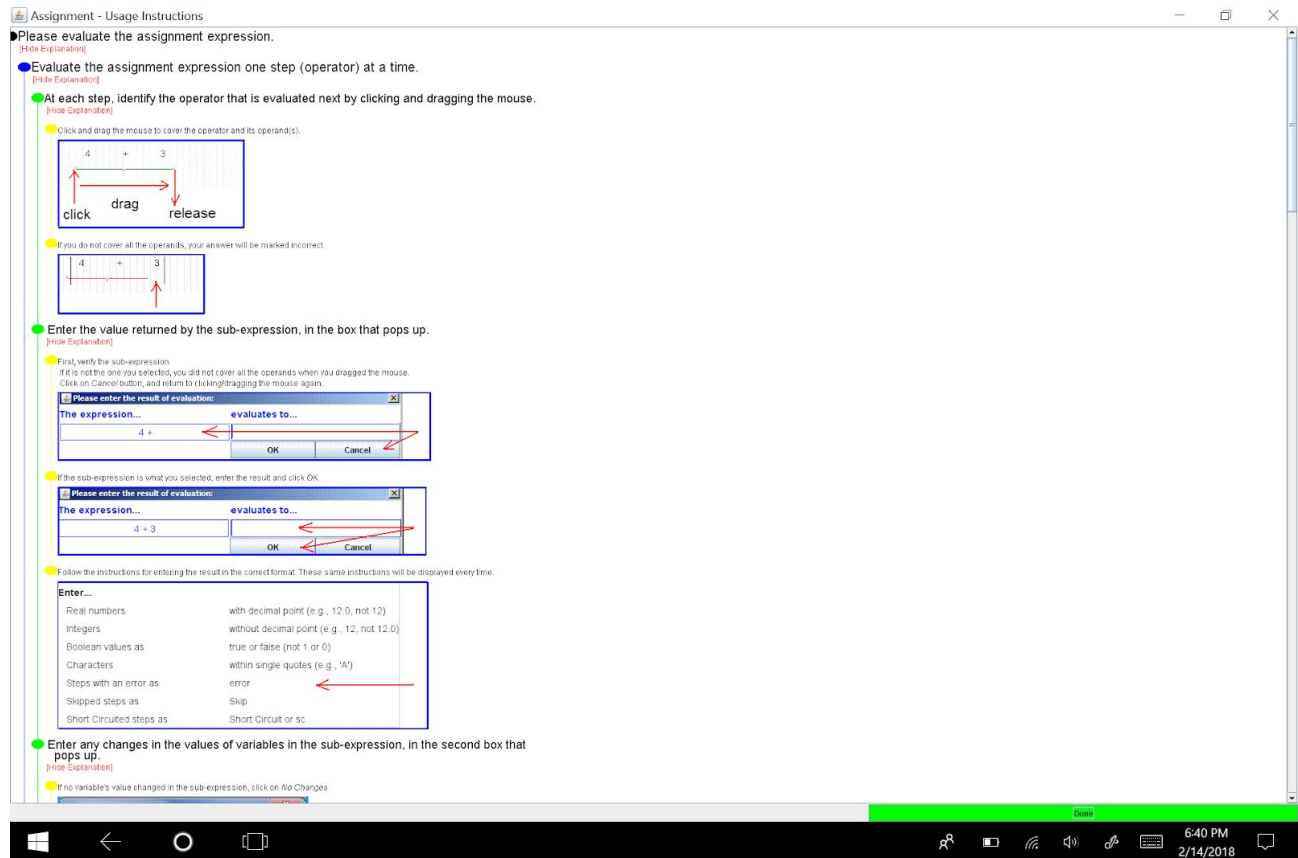 Assignment - Usage Instructions
Please evaluate the assignment expression.
[Hide Explanation]
Evaluate the assignment expression one step (operator) at a time.
[Hide Explanation]
At each step, identify the operator that is evaluated next by clicking and dragging the mouse.
[Hide Explanation]
Click and drag the mouse to cover the operator and its operand(s).
4 + 3
drag
click release
If you do not cover all the operands, your answer will be marked incorrect.
4 + 3
Enter the value returned by the sub-expression, in the box that pops up.
[Hide Explanation]
First, verify the sub-expression.
If it is not the one you selected, you did not cover all the operands when you dragged the mouse.
Click on Cancel button, and return to clicking/dragging the mouse again.
Please enter the result of evaluation:
The expression... evaluates to...
4 +
OK Cancel
If the sub-expression is what you selected, enter the result and click OK.
Please enter the result of evaluation:
The expression... evaluates to...
4 + 3
OK Cancel
Follow the instructions for entering the result in the correct format. These same instructions will be displayed every time.
Enter...
Real numbers with decimal point (e.g., 12.0, not 12)
Integers without decimal point (e.g., 12, not 12.0)
Boolean values as true or false (not 1 or 0)
Characters within single quotes (e.g., 'A')
Steps with an error as error
Skipped steps as Skip
Short Circuited steps as Short Circuit or sc
Enter any changes in the values of variables in the sub-expression, in the second box that
pops up.
[Hide Explanation]
If no variable's value changed in the sub-expression, click on No Changes
Done
6:40 PM
2/14/2018